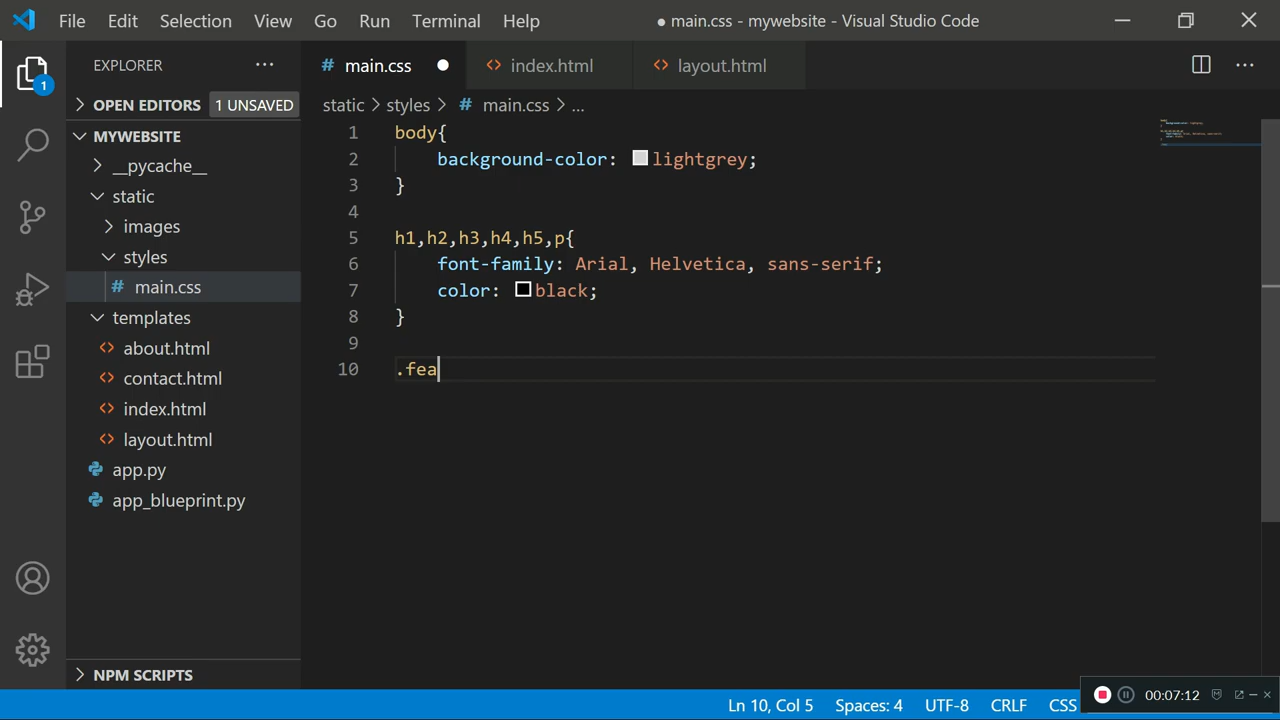 File Edit Selection View Go Run Terminal Help ● main.css - mywebsite - Visual Studio Code
EXPLORER ··· # main.css ● <> index.html <> layout.html ···
1
OPEN EDITORS 1 UNSAVED
static > styles > # main.css > ...
MYWEBSITE
__pycache__
static
images
styles
# main.css
templates
<> about.html
<> contact.html
<> index.html
<> layout.html
app.py
app_blueprint.py
NPM SCRIPTS
1 body{
2 background-color: lightgrey;
3 }
4
5 h1,h2,h3,h4,h5,p{
6 font-family: Arial, Helvetica, sans-serif;
7 color: black;
8 }
9
10 .fea
Ln 10, Col 5 Spaces: 4 UTF-8 CRLF CSS
00:07:12